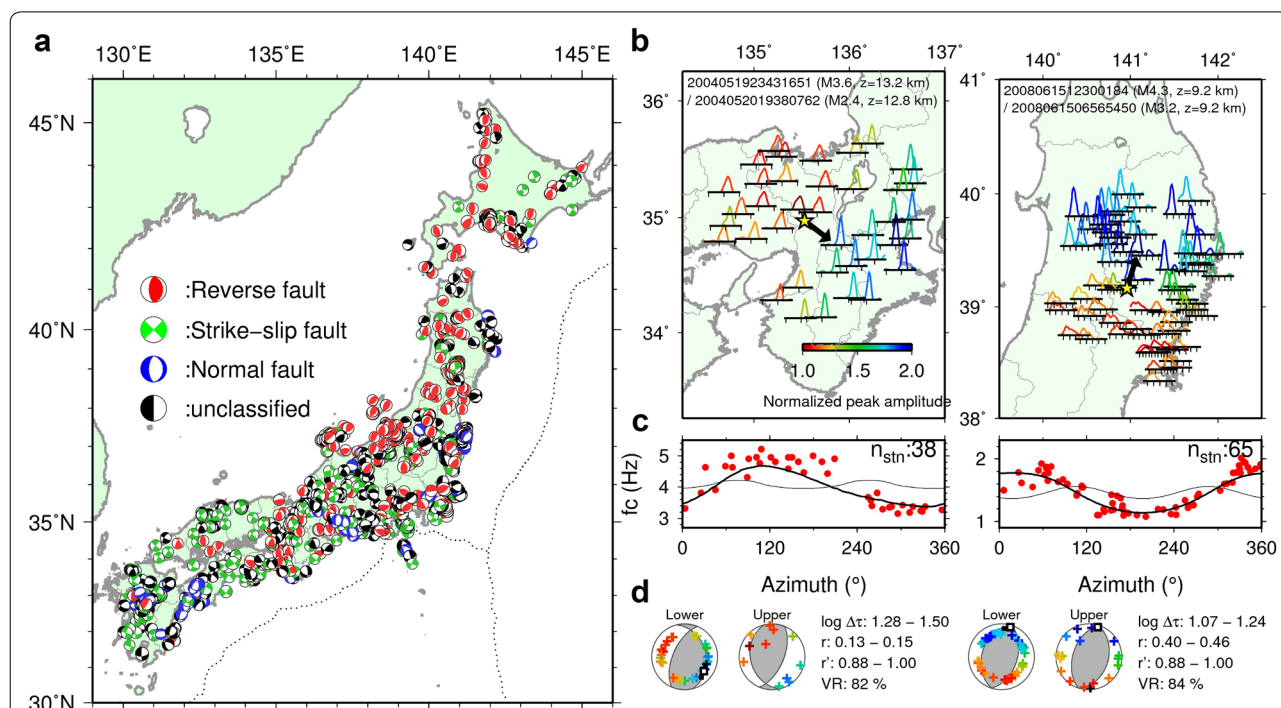 a
130°E 135°E 140°E 145°E
45°N
40°N
35°N
30°N
:Reverse fault
:Strike−slip fault
:Normal fault
:unclassified
b
135˚ 136˚ 137˚
36˚
35˚
34˚
2004051923431651 (M3.6, z=13.2 km)
/ 2004052019380762 (M2.4, z=12.8 km)
1.0 1.5 2.0
Normalized peak amplitude
140˚ 141˚ 142˚
41˚
40˚
39˚
38˚
2008061512300184 (M4.3, z=9.2 km)
/ 2008061506565450 (M3.2, z=9.2 km)
c
fc (Hz)
5
4
3
nstn:38
0 120 240 360
Azimuth (°)
2
1
nstn:65
0 120 240 360
Azimuth (°)
d
Lower Upper
log Δτ: 1.28 − 1.50
r: 0.13 − 0.15
r': 0.88 − 1.00
VR: 82 %
Lower Upper
log Δτ: 1.07 − 1.24
r: 0.40 − 0.46
r': 0.88 − 1.00
VR: 84 %